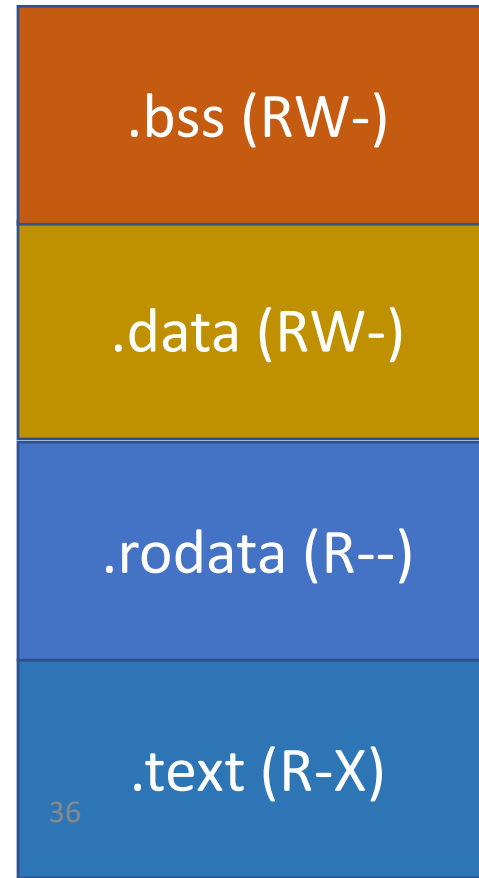 .bss (RW-)
.data (RW-)
.rodata (R--)
.text (R-X)
36